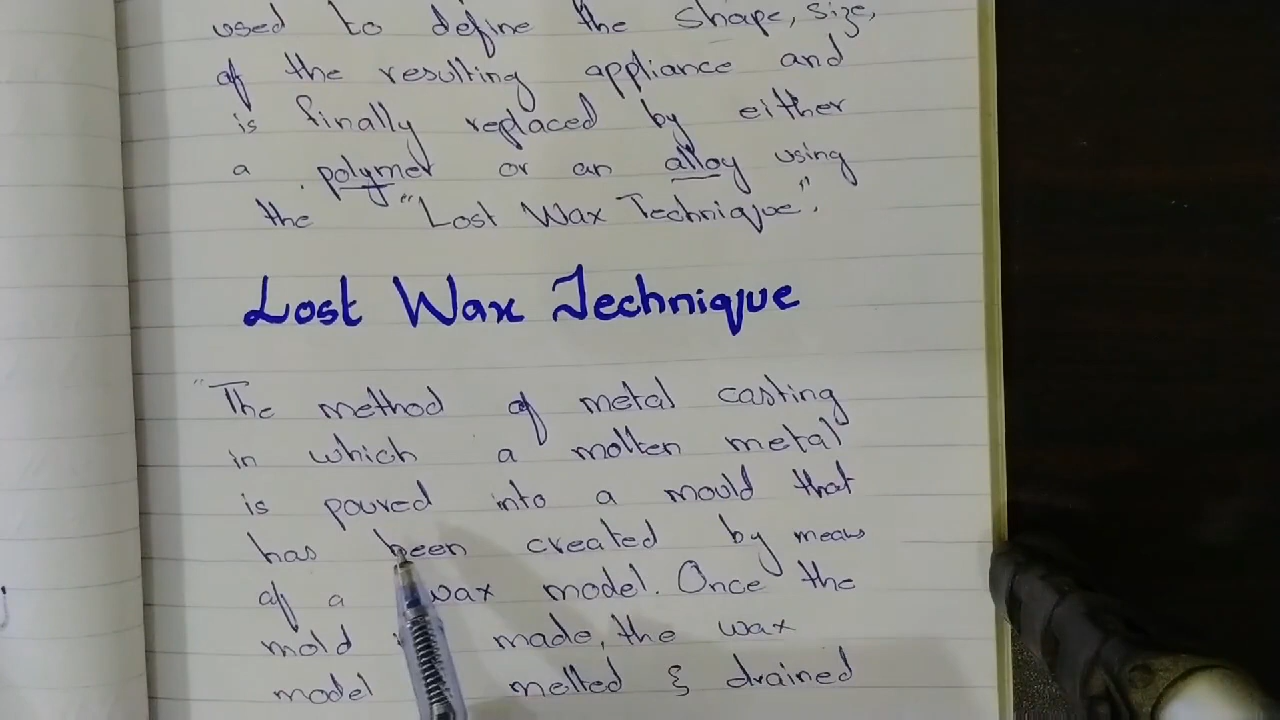 used to define the shape, size,
of the resulting appliance and
is finally replaced by either
a polymer or an alloy using
the "Lost Wax Technique".
Lost Wax Technique
"The method of metal casting
in which a molten metal
is poured into a mould that
has been created by means
of a wax model. Once the
mold made, the wax
model melted & drained